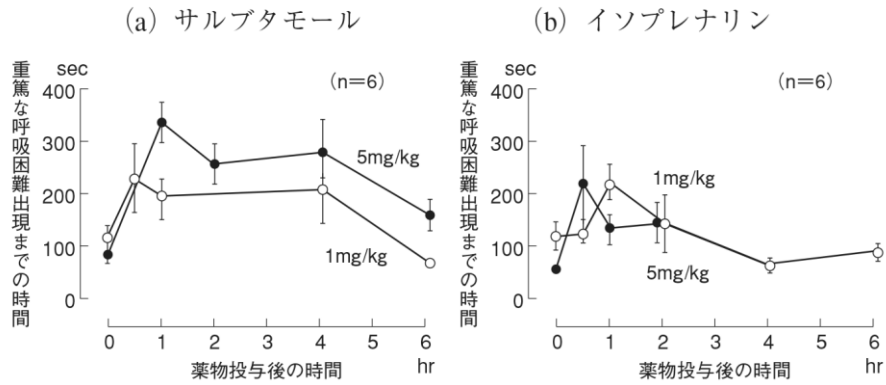 (a) サルブタモール
重篤な呼吸困難出現までの時間
sec
(n=6)
400
300
200
100
0
5mg/kg
1mg/kg
0 1 2 3 4 5 6
薬物投与後の時間
hr
(b) イソプレナリン
重篤な呼吸困難出現までの時間
sec
(n=6)
400
300
200
100
0
1mg/kg
5mg/kg
0 1 2 3 4 5 6
薬物投与後の時間
hr